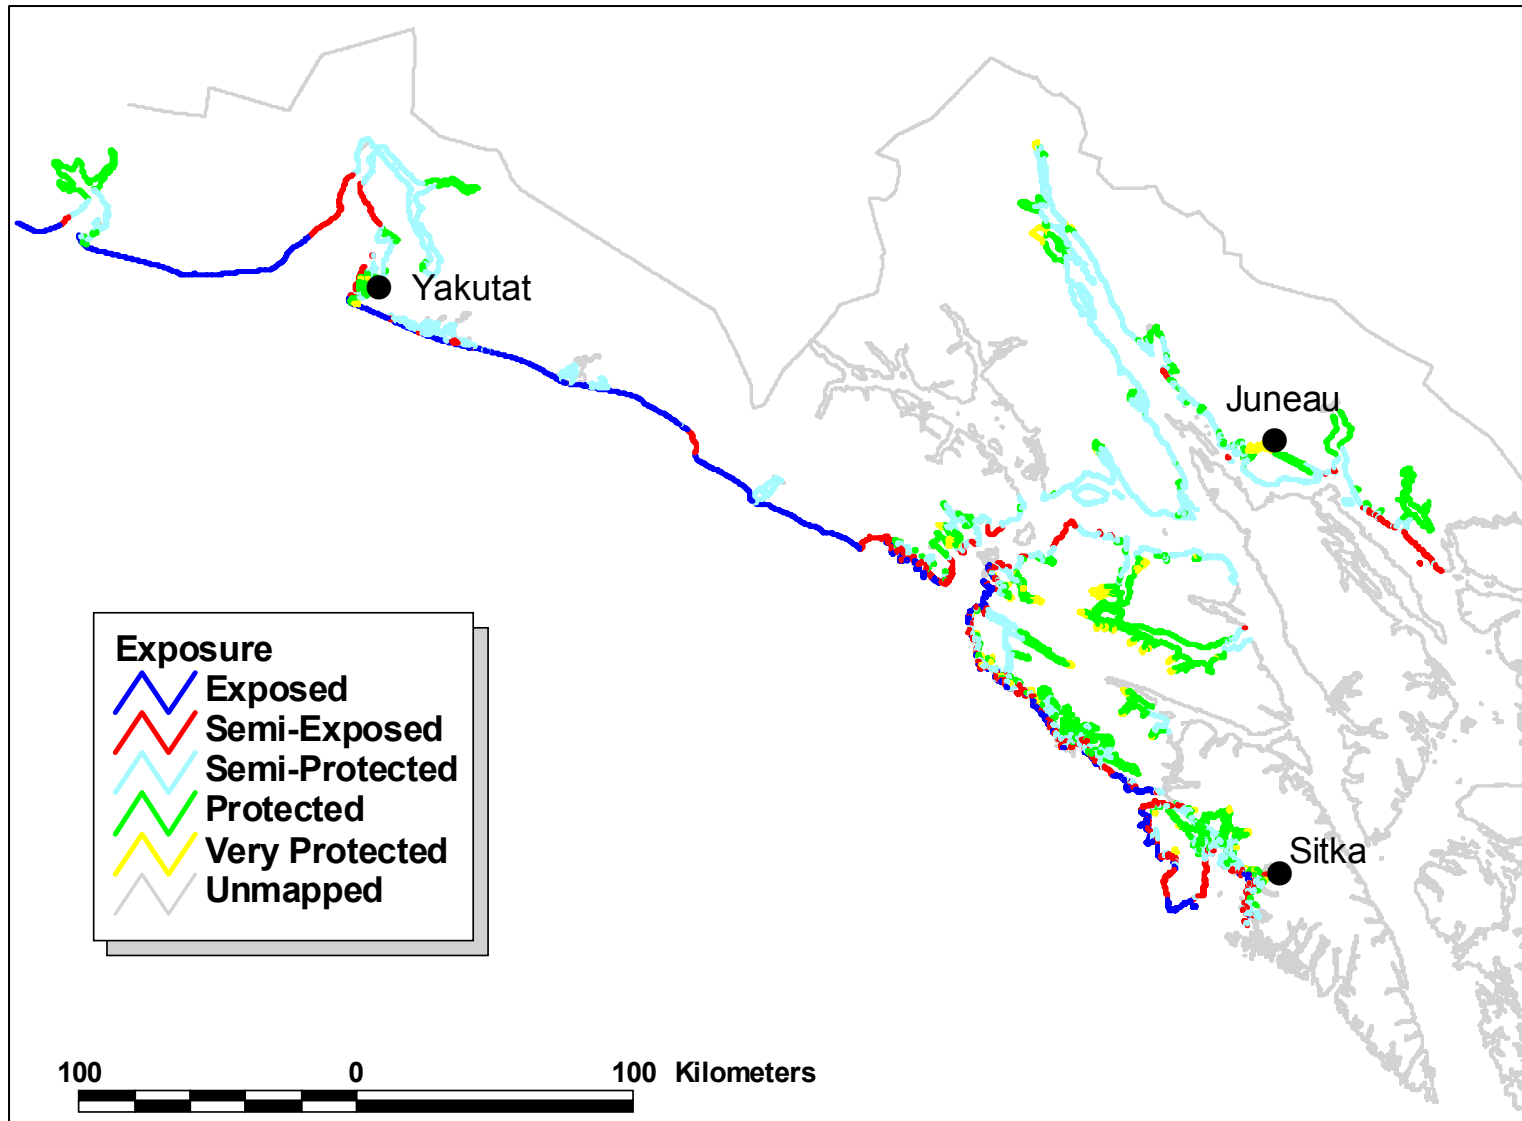 Yakutat
Juneau
Exposure
Exposed
Semi-Exposed
Semi-Protected
Protected
Very Protected
Unmapped
Sitka
100 0 100 Kilometers